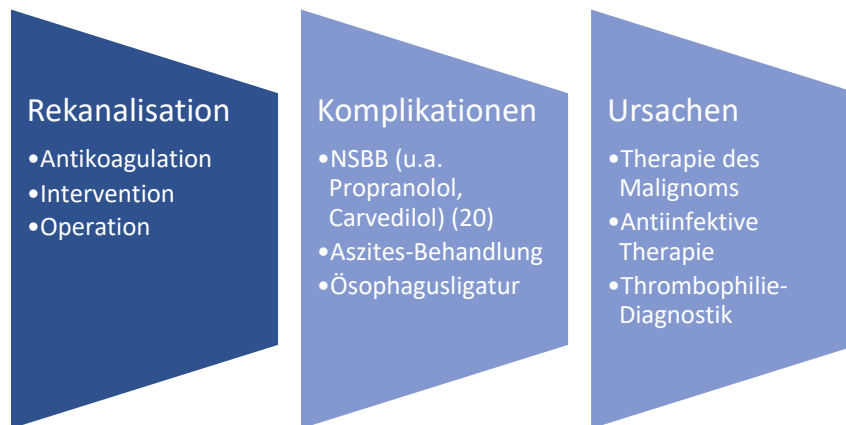 Rekanalisation
•Antikoagulation
•Intervention
•Operation
Komplikationen
•NSBB (u.a.
Propranolol,
Carvedilol) (20)
•Aszites-Behandlung
•Ösophagusligatur
Ursachen
•Therapie des
Malignoms
•Antiinfektive
Therapie
•Thrombophilie-
Diagnostik